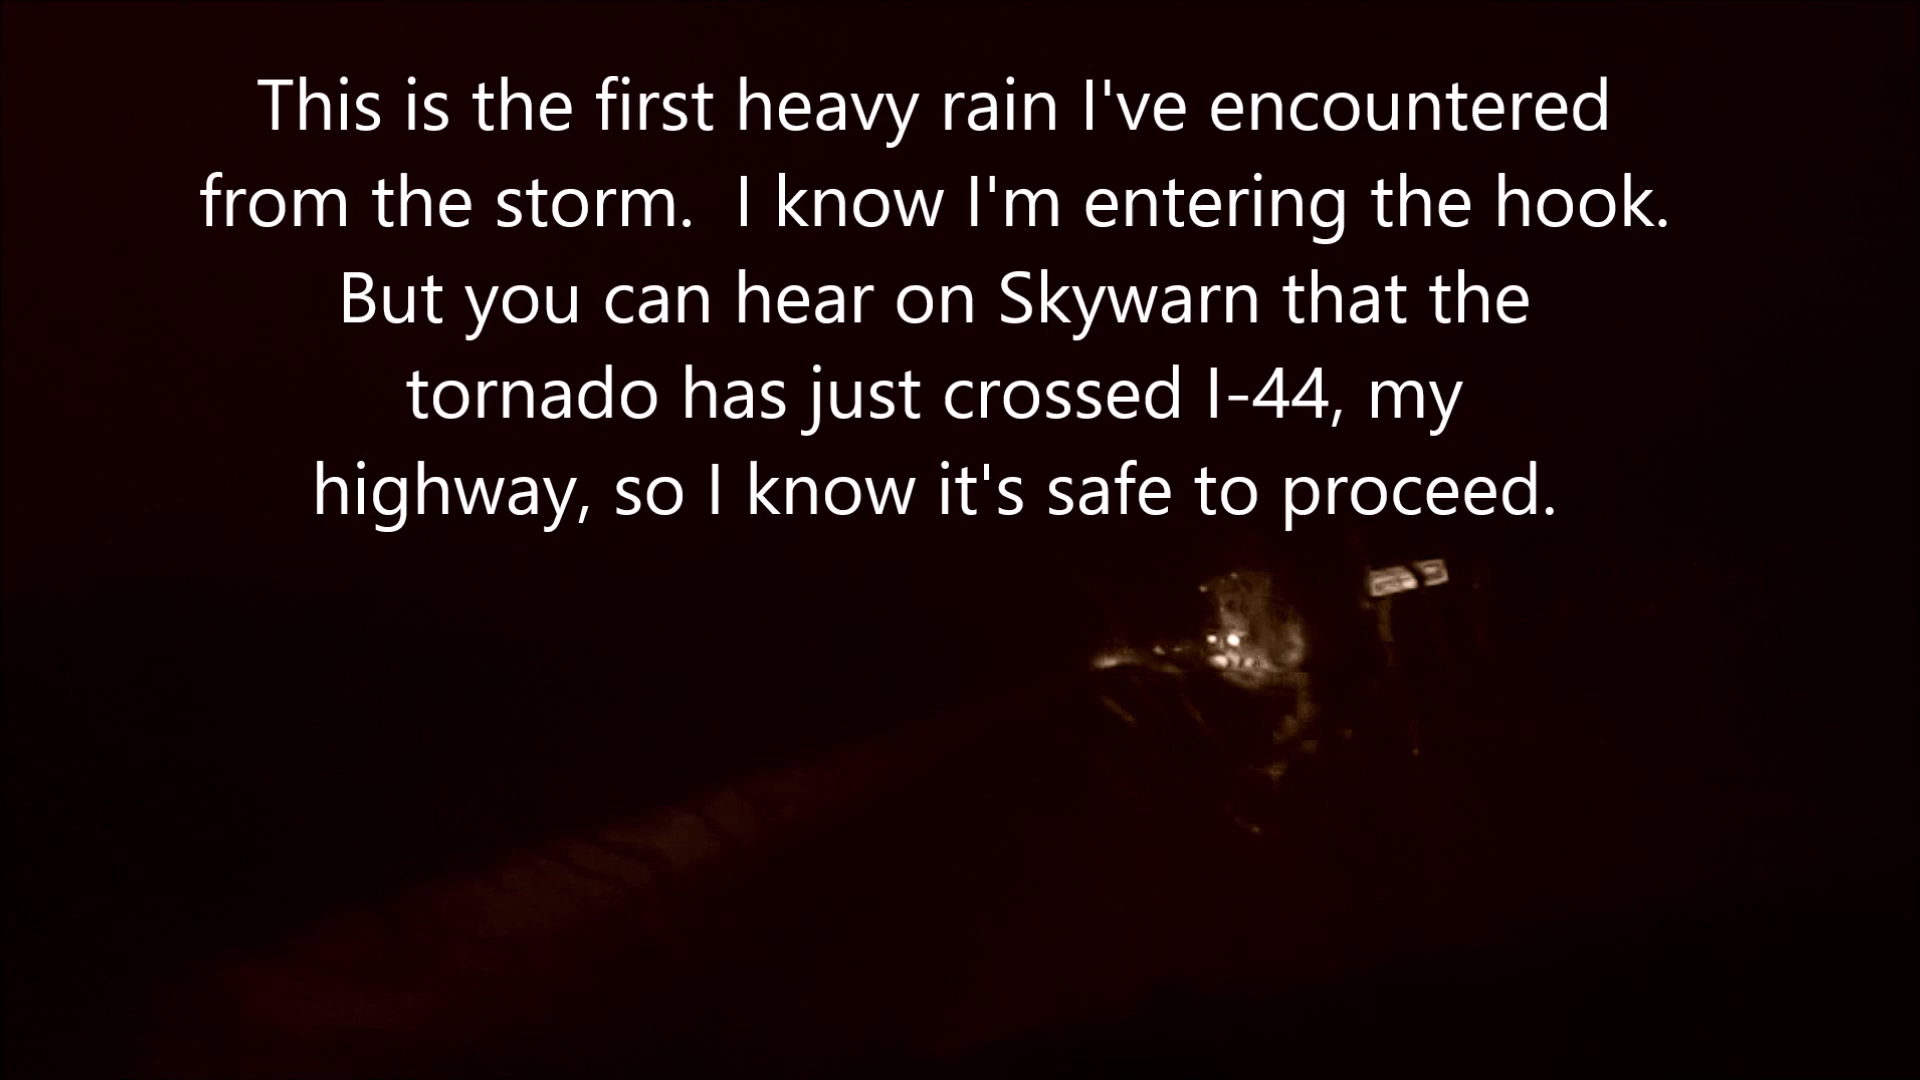 This is the first heavy rain I've encountered
from the storm.  I know I'm entering the hook.
But you can hear on Skywarn that the
tornado has just crossed I-44, my
highway, so I know it's safe to proceed.